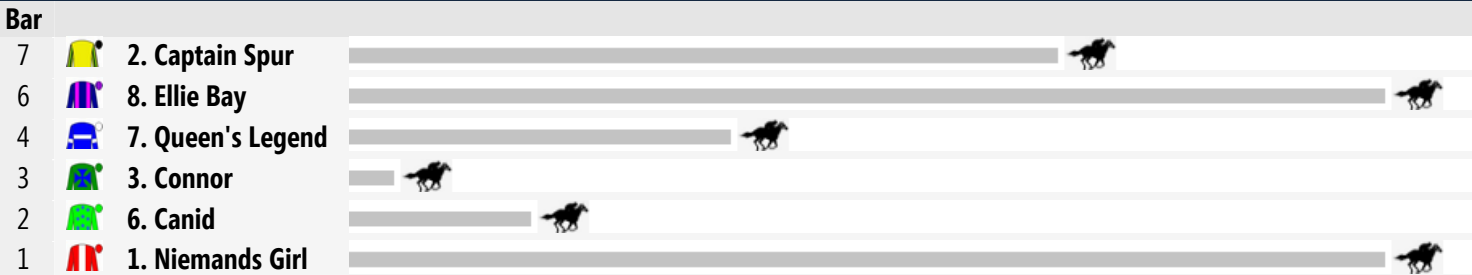 Bar
7 2. Captain Spur
6 8. Ellie Bay
4 7. Queen's Legend
3 3. Connor
2 6. Canid
1 1. Niemands Girl